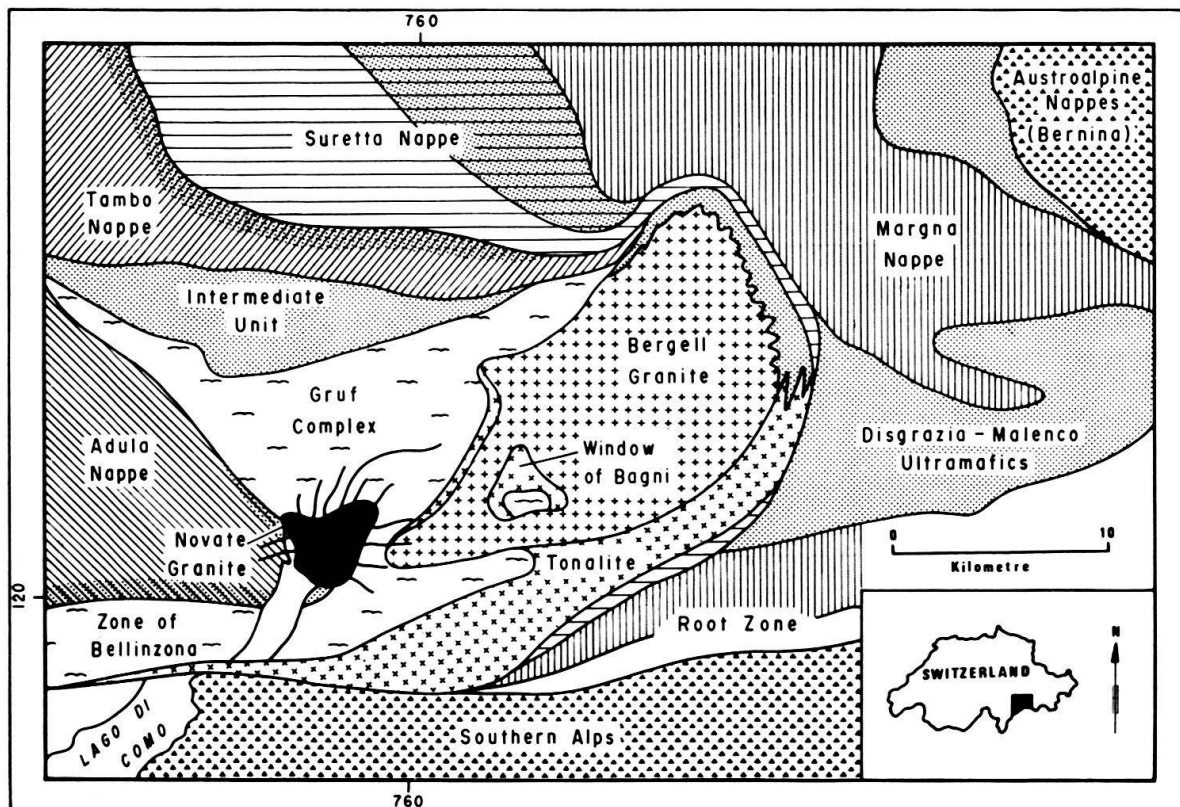 760
Austroalpine
Nappes
(Bernina)
Suretta Nappe
Tambo
Nappe
Margna
Nappe
Intermediate
Unit
Bergell
Granite
Gruf
Complex
Adula
Nappe
Window
of Bagni
Disgrazia – Malenco
Ultramafics
Novate
Granite
Tonalite
0 10
Kilometre
120
Zone of
Bellinzona
Root Zone
N
SWITZERLAND
LAGO DI
COMO
Southern Alps
760